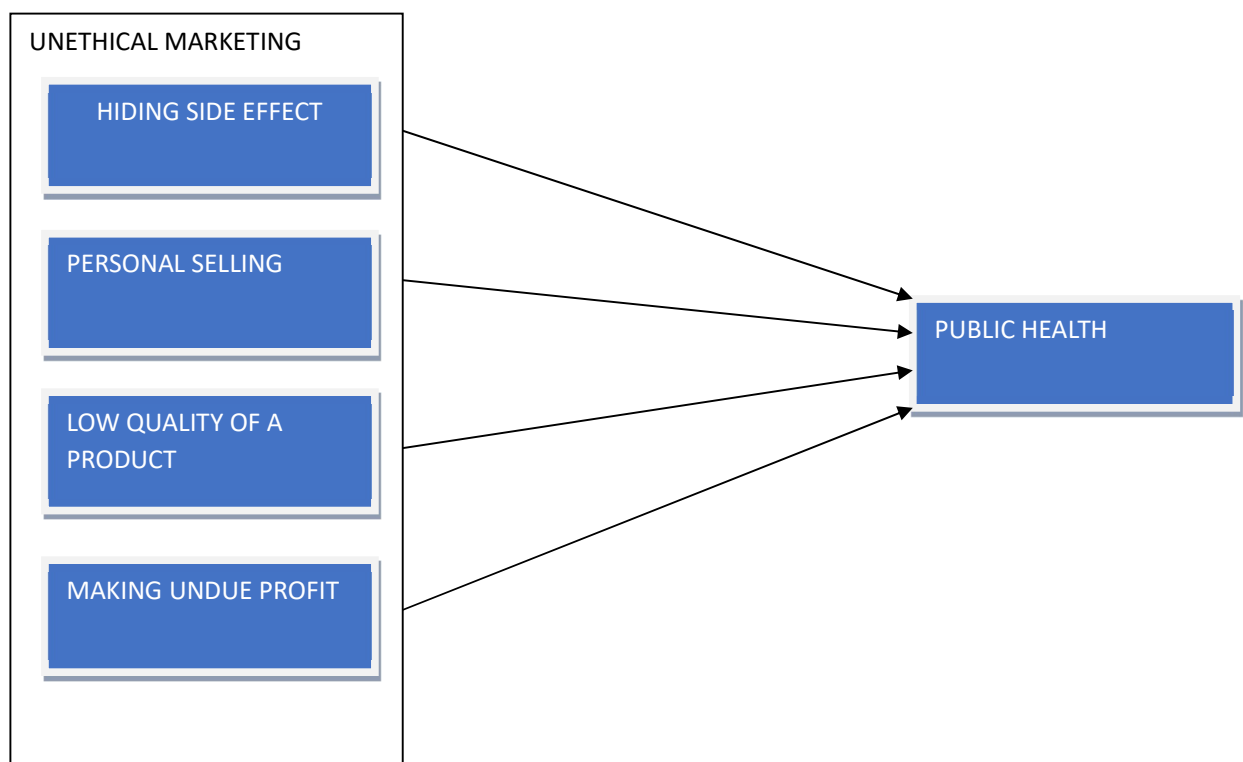 UNETHICAL MARKETING
HIDING SIDE EFFECT
PERSONAL SELLING
LOW QUALITY OF A
PRODUCT
MAKING UNDUE PROFIT
PUBLIC HEALTH